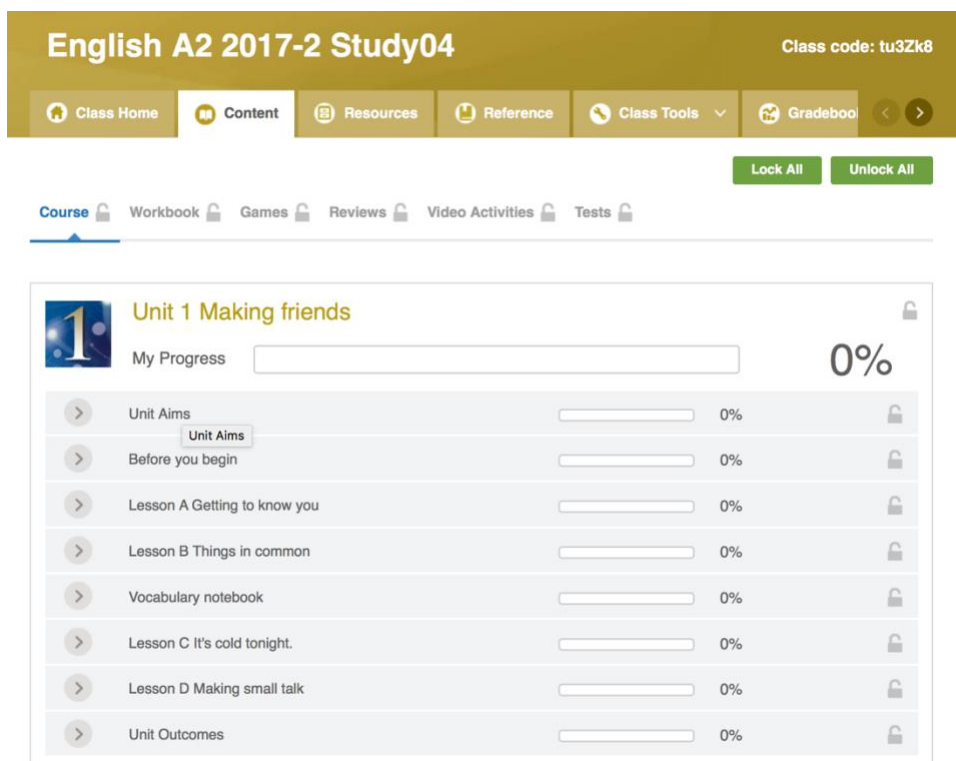 English A2 2017-2 Study04
Class code: tu3Zk8
Class Home Content Resources Reference Class Tools Gradeboo
Lock All Unlock All
Course Workbook Games Reviews Video Activities Tests
1
Unit 1 Making friends
My Progress 0%
Unit Aims 0%
Unit Aims
Before you begin 0%
Lesson A Getting to know you 0%
Lesson B Things in common 0%
Vocabulary notebook 0%
Lesson C It's cold tonight. 0%
Lesson D Making small talk 0%
Unit Outcomes 0%